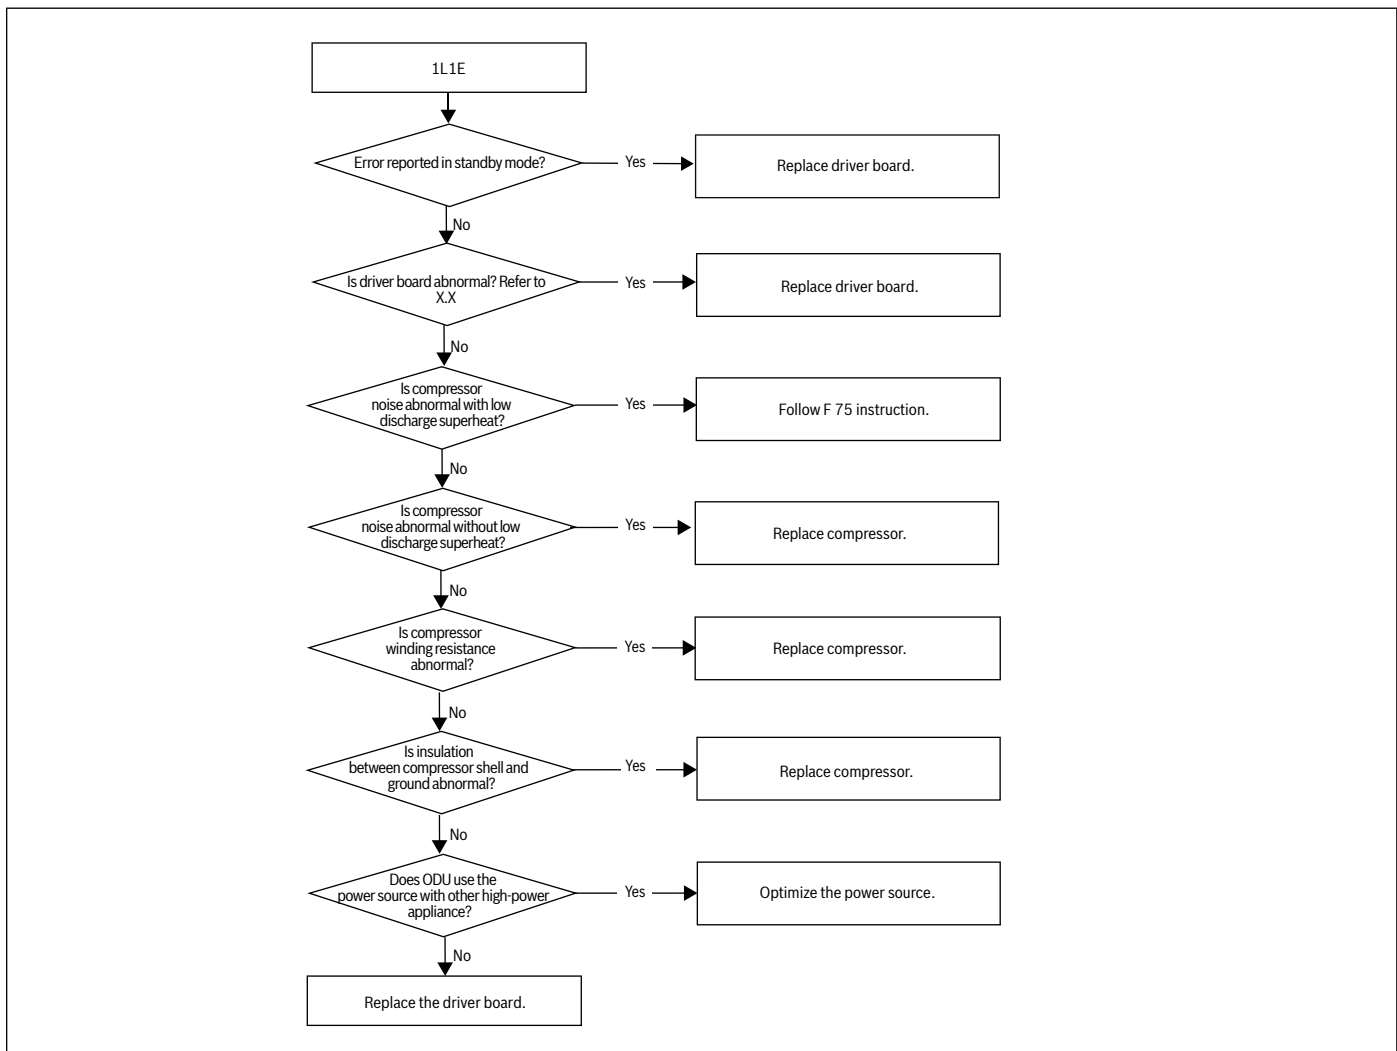 1L1E
Error reported in standby mode?
Yes
Replace driver board.
No
Is driver board abnormal? Refer to
X.X
Yes
Replace driver board.
No
Is compressor
noise abnormal with low
discharge superheat?
Yes
Follow F 75 instruction.
No
Is compressor
noise abnormal without low
discharge superheat?
Yes
Replace compressor.
No
Is compressor
winding resistance
abnormal?
Yes
Replace compressor.
No
Is insulation
between compressor shell and
ground abnormal?
Yes
Replace compressor.
No
Does ODU use the
power source with other high-power
appliance?
Yes
Optimize the power source.
No
Replace the driver board.